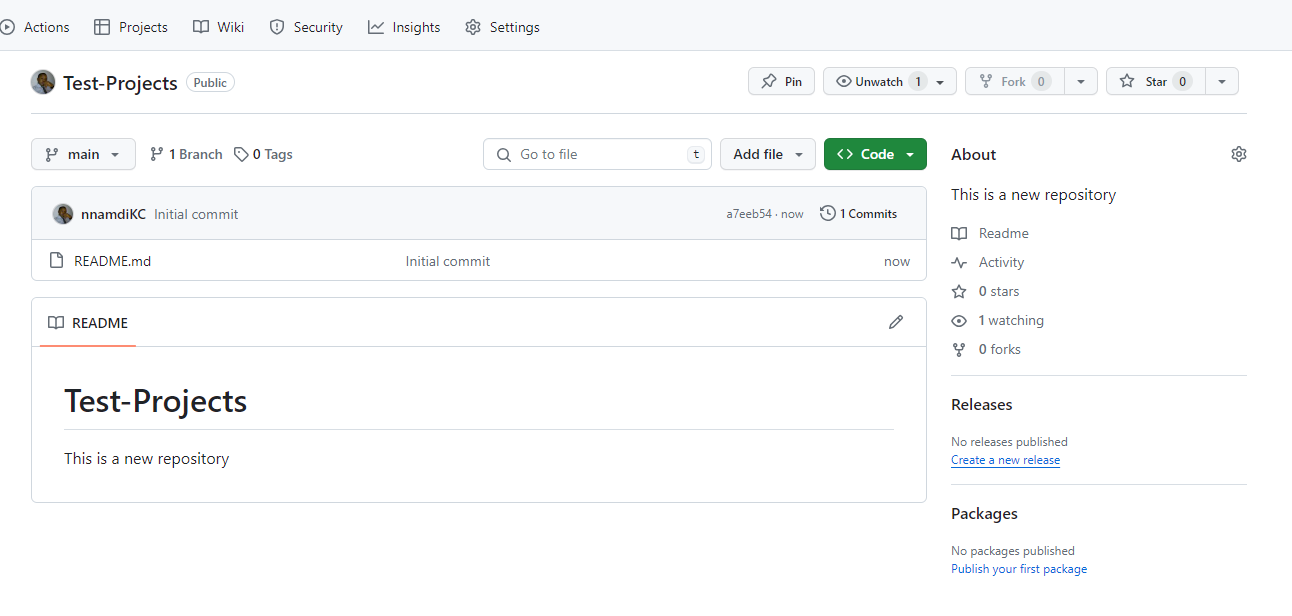 Actions Projects Wiki Security Insights Settings
Test-Projects Public Pin Unwatch 1 Fork 0 Star 0
main 1 Branch 0 Tags Go to file t Add file Code
nnamdiKC Initial commit a7eeb54 · now 1 Commits
README.md Initial commit now
README
Test-Projects
This is a new repository
About
This is a new repository
Readme
Activity
0 stars
1 watching
0 forks
Releases
No releases published
Create a new release
Packages
No packages published
Publish your first package